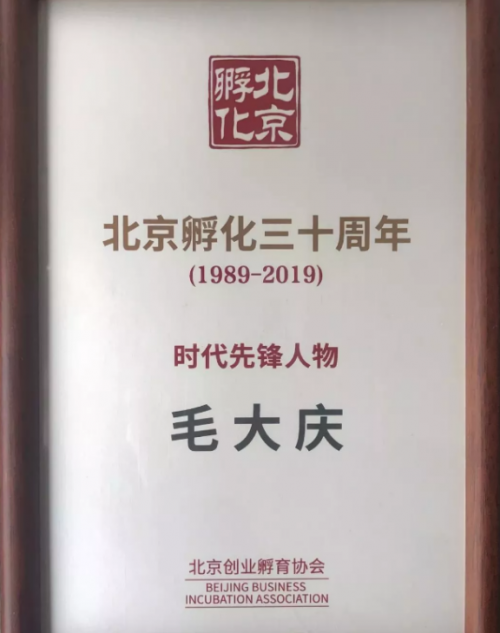 北京
孵化
北京孵化三十周年
(1989-2019)
时代先锋人物
毛大庆
北京创业孵育协会
BEIJING BUSINESS
INCUBATION ASSOCIATION